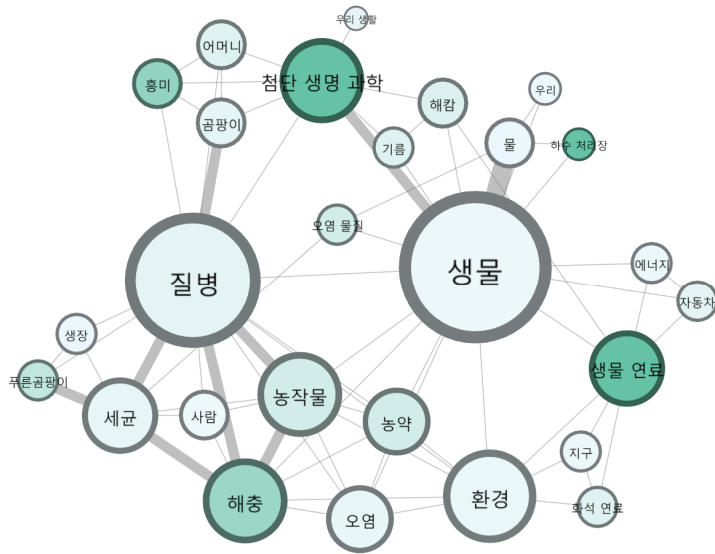 우리 생활
어머니
흥미
첨단 생명 과학
해캄
우리
곰팡이
기름
물
하수 처리장
오염 물질
질병
생물
에너지
자동차
생장
푸른곰팡이
세균
사람
농작물
농약
생물 연료
지구
해충
오염
환경
화석 연료